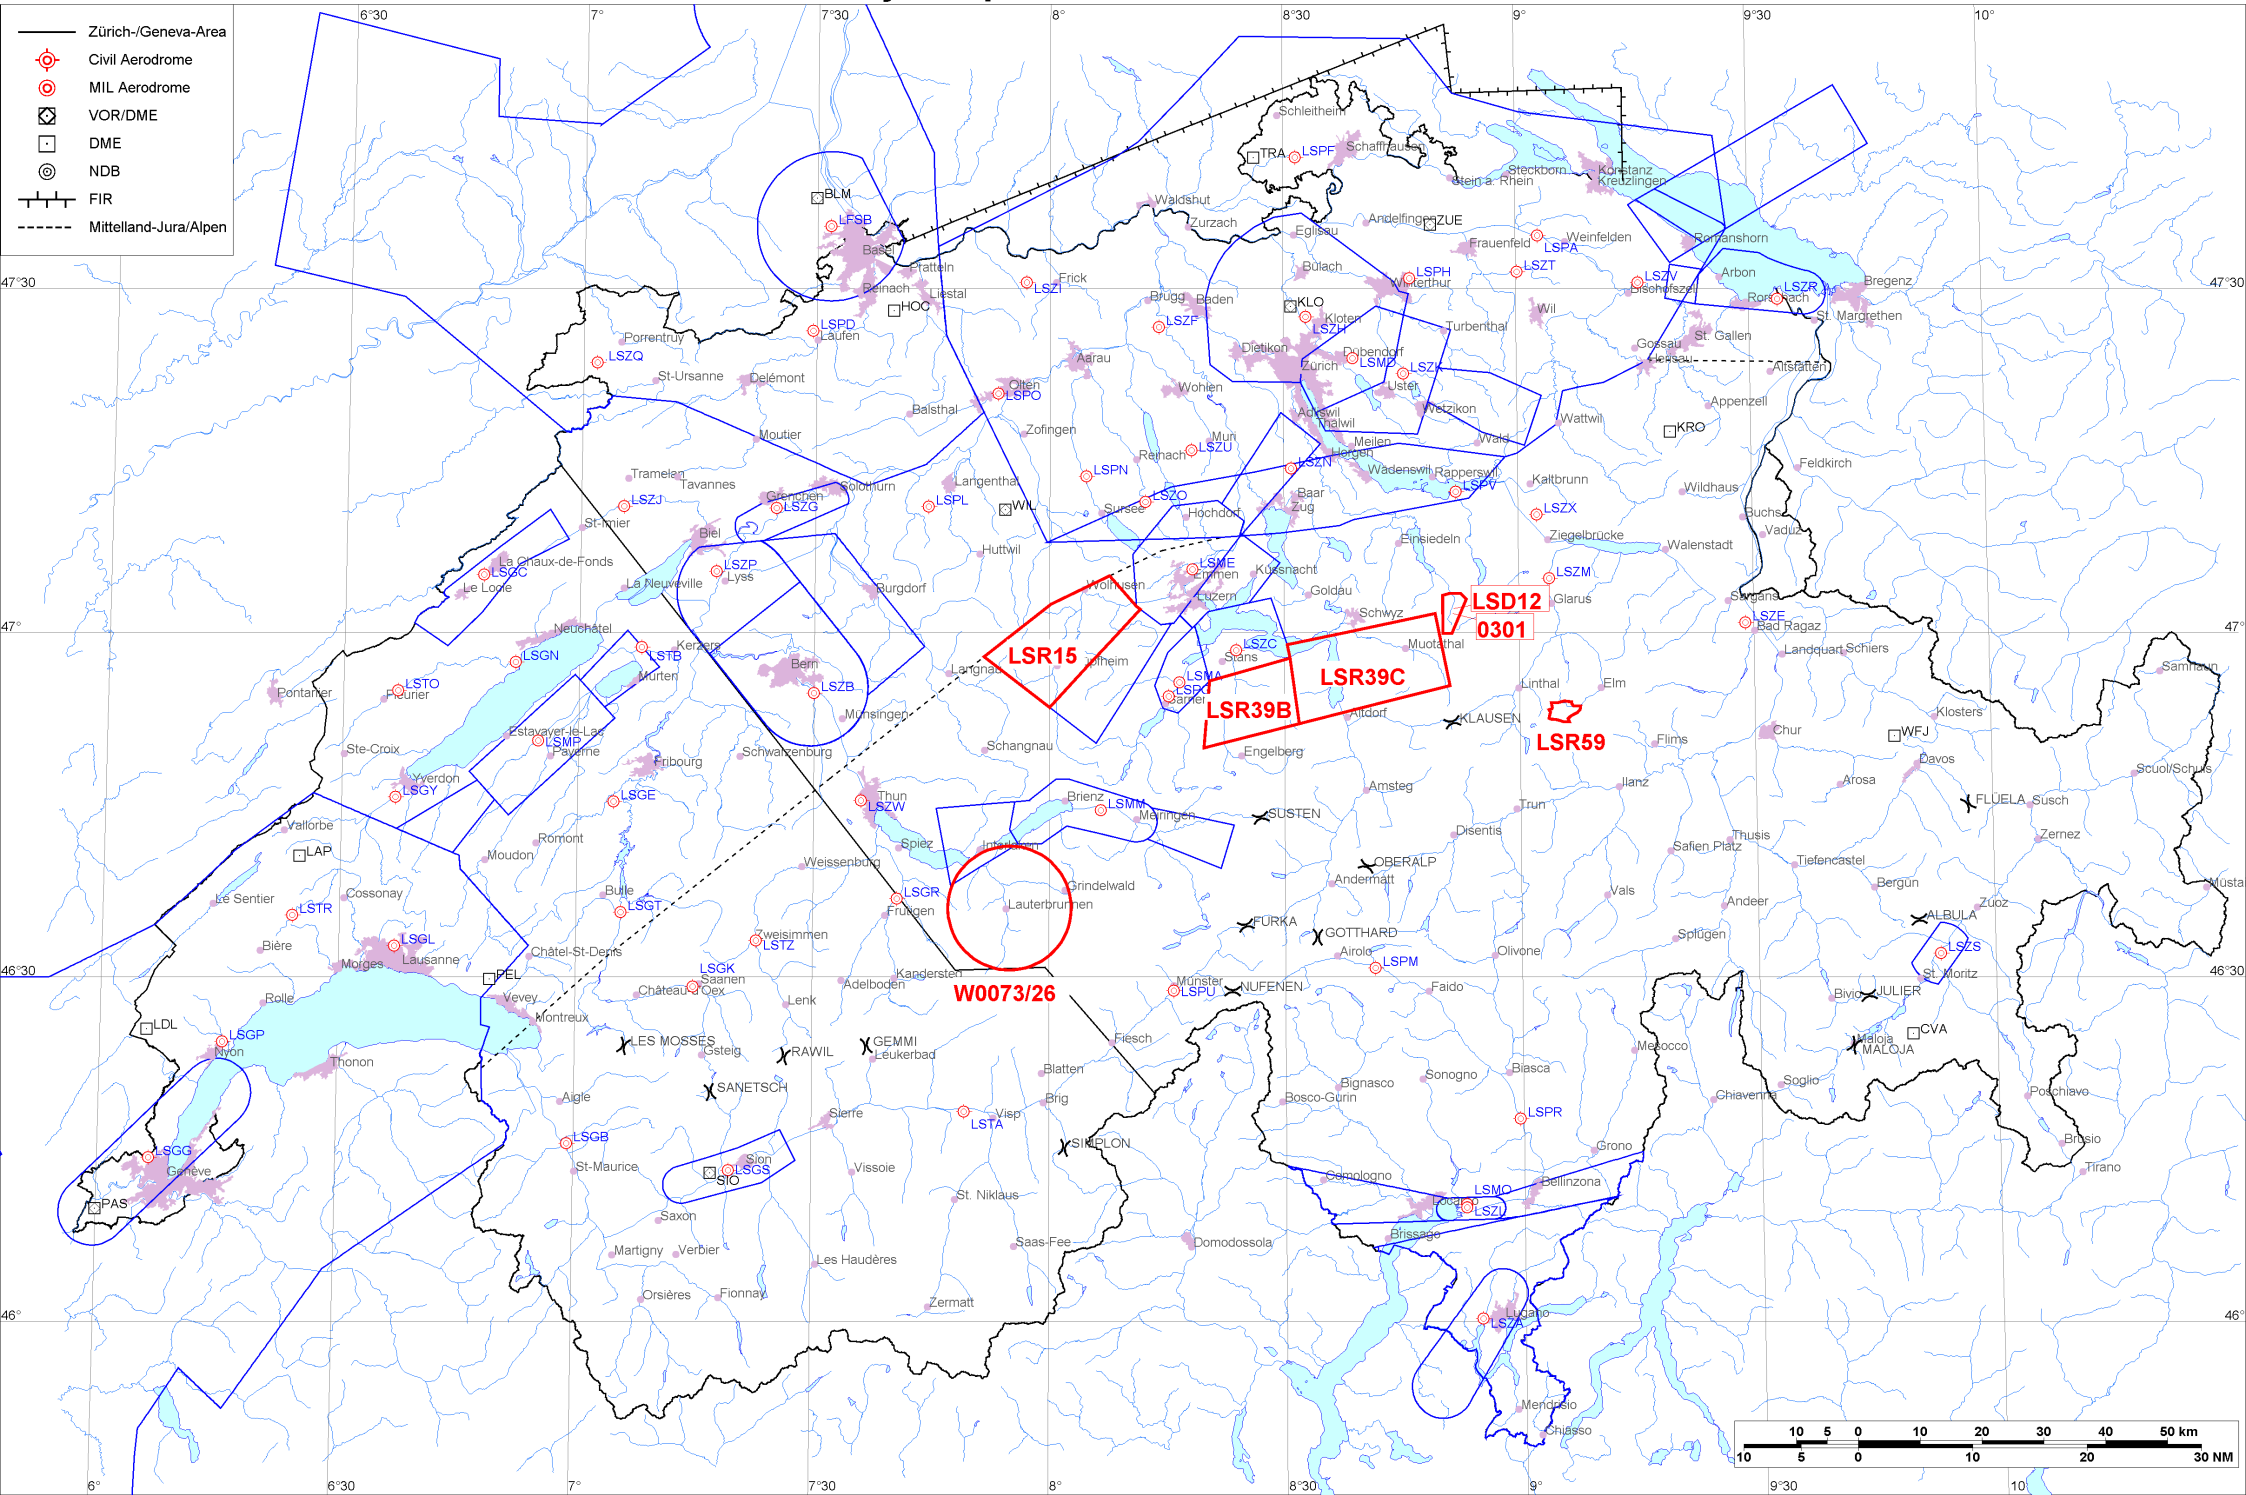 6°30
7°
7°30
8°
8°30
9°
9°30
10°
Zürich-/Geneva-Area
Civil Aerodrome
MIL Aerodrome
VOR/DME
DME
NDB
FIR
Mittelland-Jura/Alpen
Schleitheim
TRA
LSPF
Schaffhausen
Steckborn
Konstanz
Kreuzlingen
Stein a. Rhein
BLM
LFSB
Basel
Waldshut
Zurzach
Eglisau
Andelfingen
ZUE
Frauenfeld
LSPA
Weinfelden
Romanshorn
Pratteln
Reinach
Liestal
HOC
LSZI
Frick
Bülach
LSPH
Winterthur
LSZT
LSZV
Bischofszell
Arbon
LSZR
Rorschach
Bregenz
47°30
47°30
St. Margrethen
LSPD
Laufen
Porrentruy
LSZQ
St-Ursanne
Delémont
Brugg
Baden
LSZF
KLO
Kloten
LSZH
Dietikon
Zürich
Dübendorf
LSMD
LSZK
Uster
Turbenthal
Wil
Gossau
Herisau
St. Gallen
Altstätten
Aarau
Olten
LSPO
Balsthal
Zofingen
Wohlen
Adliswil
Thalwil
Wetzikon
Wattwil
Appenzell
KRO
Moutier
Muri
LSZU
Reinach
Meilen
Horgen
Wald
Tramelan
Tavannes
LSPN
LSZN
Wädenswil
Rapperswil
LSPV
Kaltbrunn
Feldkirch
Wildhaus
LSZJ
Grenchen
LSZG
Solothurn
Langenthal
LSPL
WIL
LSZO
Sursee
Hochdorf
Baar
Zug
LSZX
Buchs
Vaduz
St-Imier
Biel
Huttwil
Einsiedeln
Ziegelbrücke
Walenstadt
La Chaux-de-Fonds
LSGC
Le Locle
La Neuveville
LSZP
Lyss
Burgdorf
Wolhusen
LSME
Emmen
Luzern
Küssnacht
Goldau
Schwyz
LSD12
0301
LSZM
Glarus
Sargans
LSZE
Bad Ragaz
47°
47°
Neuchâtel
LSGN
LSTB
Kerzers
Murten
Bern
LSZB
Langnau
LSR15
LSZC
Stans
Muotathal
Landquart
Schiers
Samnaun
Pontarlier
LSTO
Fleurier
LSMA
LSR39C
LSR39B
Linthal
Elm
Münsingen
Altdorf
KLAUSEN
LSR59
Klosters
Estavayer-le-Lac
LSMP
Payerne
Ste-Croix
Schwarzenburg
Schangnau
Engelberg
Flims
Chur
WFJ
Davos
Yverdon
LSGY
Fribourg
LSGE
Thun
LSZW
Brienz
LSMM
Meiringen
SUSTEN
Amsteg
Trun
Ilanz
Arosa
Scuol/Schuls
FLÜELA
Susch
Vallorbe
LAP
Romont
Moudon
Spiez
Interlaken
Disentis
Thusis
Zernez
Safien Platz
Tiefencastel
Weissenburg
OBERALP
Andermatt
Vals
Bergün
Le Sentier
Cossonay
LSTR
Bulle
LSGT
LSGR
Frutigen
Lauterbrunnen
Grindelwald
FURKA
GOTTHARD
Andeer
Zuoz
ALBULA
Bière
LSGL
Lausanne
Morges
Châtel-St-Denis
Zweisimmen
LSTZ
Airolo
LSPM
Olivone
Splügen
LSZS
St. Moritz
46°30
46°30
Rolle
PEL
Vevey
Montreux
LSGK
Saanen
Château-d'Oex
Lenk
Adelboden
Kandersteg
W0073/26
Münster
LSPU
NUFENEN
Faido
Bivio
JULIER
LDL
LSGP
Nyon
Thonon
LES MOSSES
Gsteig
RAWIL
GEMMI
Leukerbad
Fiesch
Mesocco
Maloja
MALOJA
CVA
SANETSCH
Blatten
Bignasco
Sonogno
Biasca
Soglio
Chiavenna
Poschiavo
Aigle
Sierre
LSTA
Visp
Brig
Bosco-Gurin
LSPR
LSGB
SIMPLON
Grono
Brusio
LSGG
Genève
St-Maurice
Sion
LSGS
SIO
Vissoie
Comologno
Bellinzona
Tirano
PAS
St. Niklaus
LSMO
Locarno
LSZL
Saxon
Martigny
Verbier
Les Haudères
Saas-Fee
Domodossola
Brissago
Orsières
Fionnay
Zermatt
Lugano
LSZA
46°
46°
Mendrisio
Chiasso
10 5 0 10 20 30 40 50 km
10 5 0 10 20 30 NM
6°
6°30
7°
7°30
8°
8°30
9°
9°30
10°